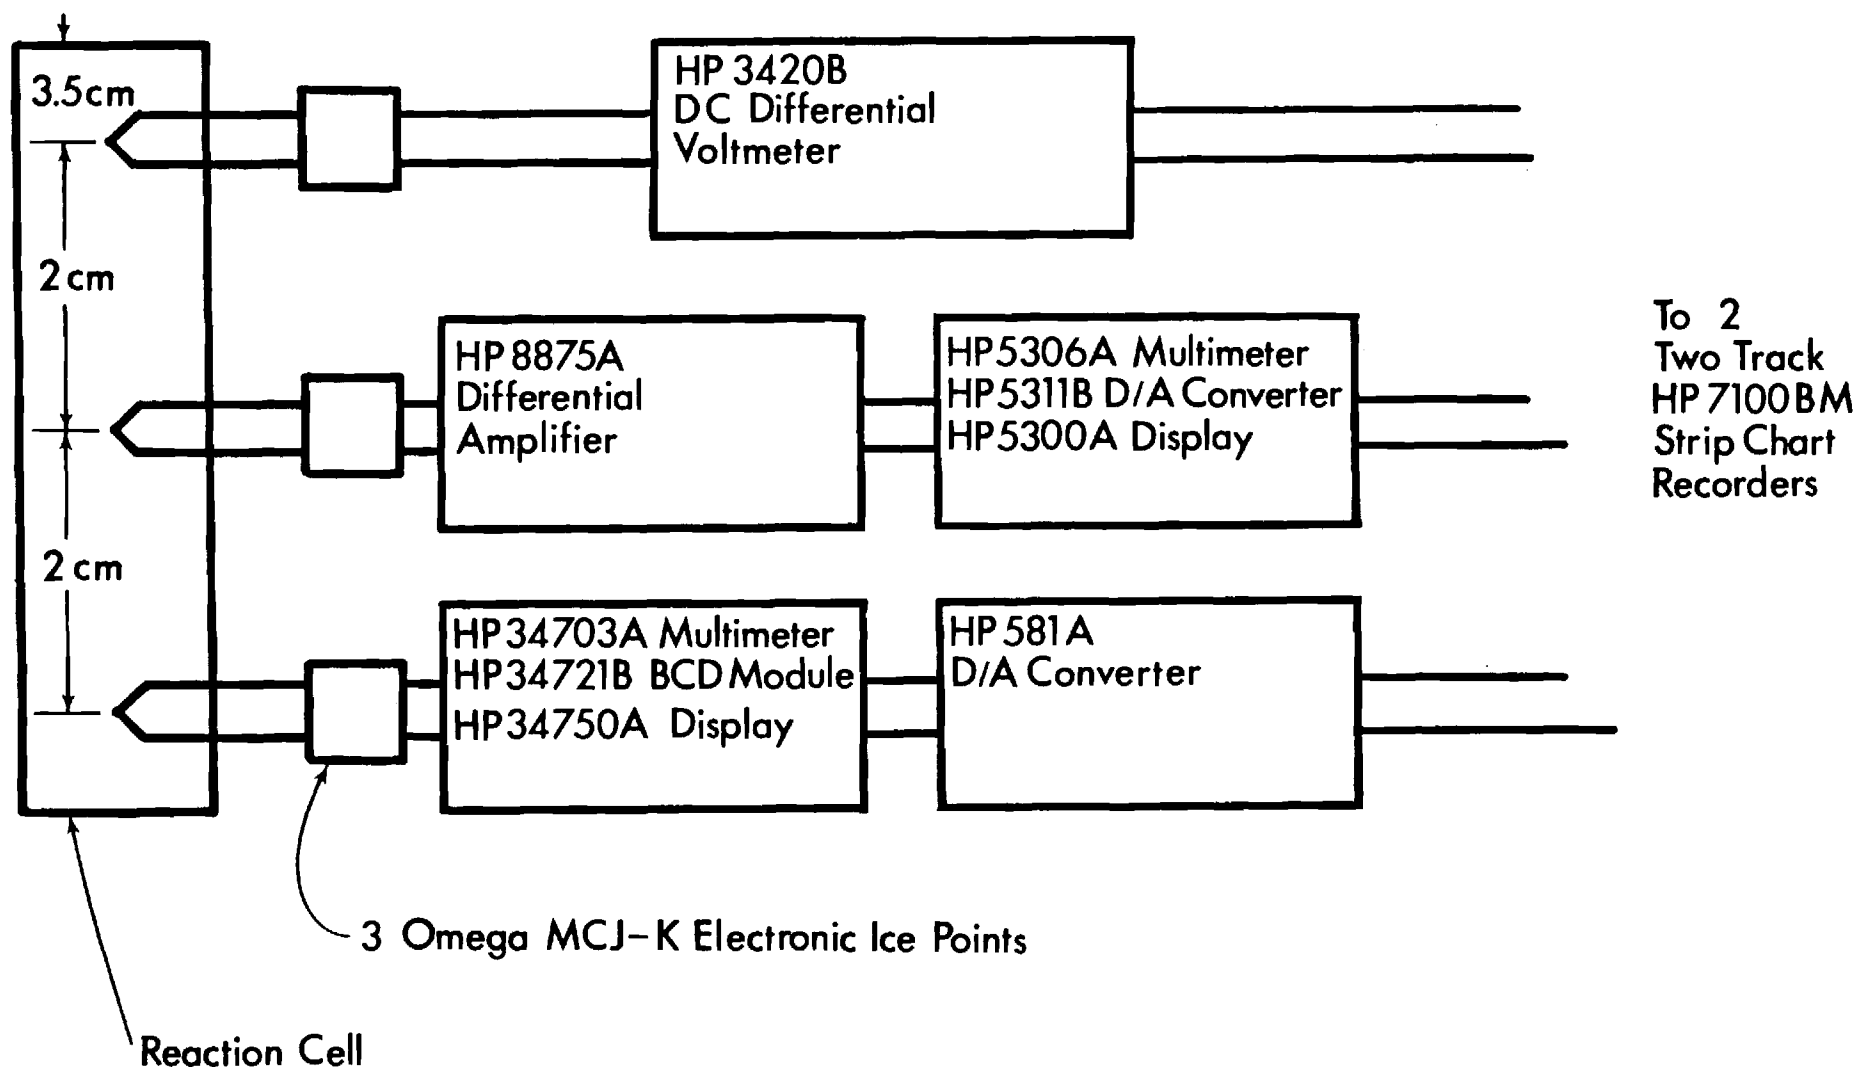 3.5cm
2 cm
2 cm
HP 3420B
DC Differential
Voltmeter
HP 8875A
Differential
Amplifier
HP5306A Multimeter
HP5311B D/A Converter
HP5300A Display
HP34703A Multimeter
HP34721B BCD Module
HP34750A Display
HP 581A
D/A Converter
To 2
Two Track
HP 7100BM
Strip Chart
Recorders
3 Omega MCJ-K Electronic Ice Points
Reaction Cell